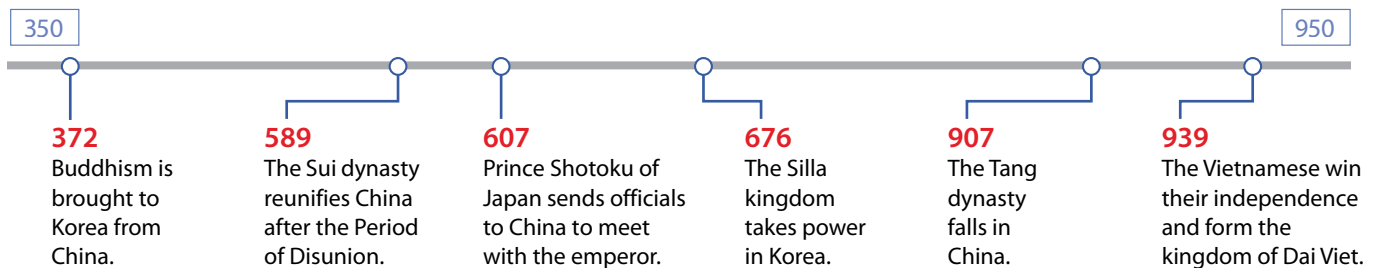 350
950
372
Buddhism is
brought to
Korea from
China.
589
The Sui dynasty
reunifies China
after the Period
of Disunion.
607
Prince Shotoku of
Japan sends officials
to China to meet
with the emperor.
676
The Silla
kingdom
takes power
in Korea.
907
The Tang
dynasty
falls in
China.
939
The Vietnamese win
their independence
and form the
kingdom of Dai Viet.